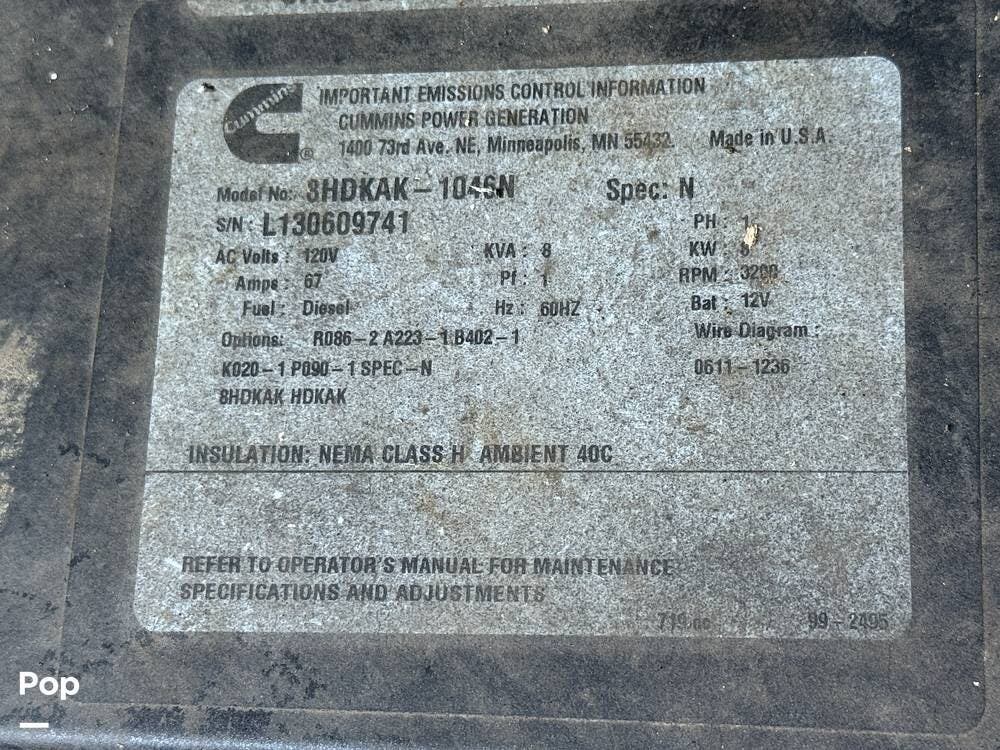 Cummins
IMPORTANT EMISSIONS CONTROL INFORMATION
CUMMINS POWER GENERATION
1400 73rd Ave. NE, Minneapolis, MN 55432. Made in U.S.A.
Model No: 8HDKAK-1046N Spec: N
S/N: L130609741 PH: 1
AC Volts: 120V KVA: 8 KW:
Amps: 67 Pf: 1 RPM: 3200
Fuel: Diesel Hz: 60HZ Bat: 12V
Options: R086-2 A223-1 B402-1 Wire Diagram:
K020-1 P090-1 SPEC-N 0611-1236
8HDKAK HDKAK
INSULATION: NEMA CLASS H AMBIENT 40C
REFER TO OPERATOR'S MANUAL FOR MAINTENANCE
SPECIFICATIONS AND ADJUSTMENTS
99-2495
Pop